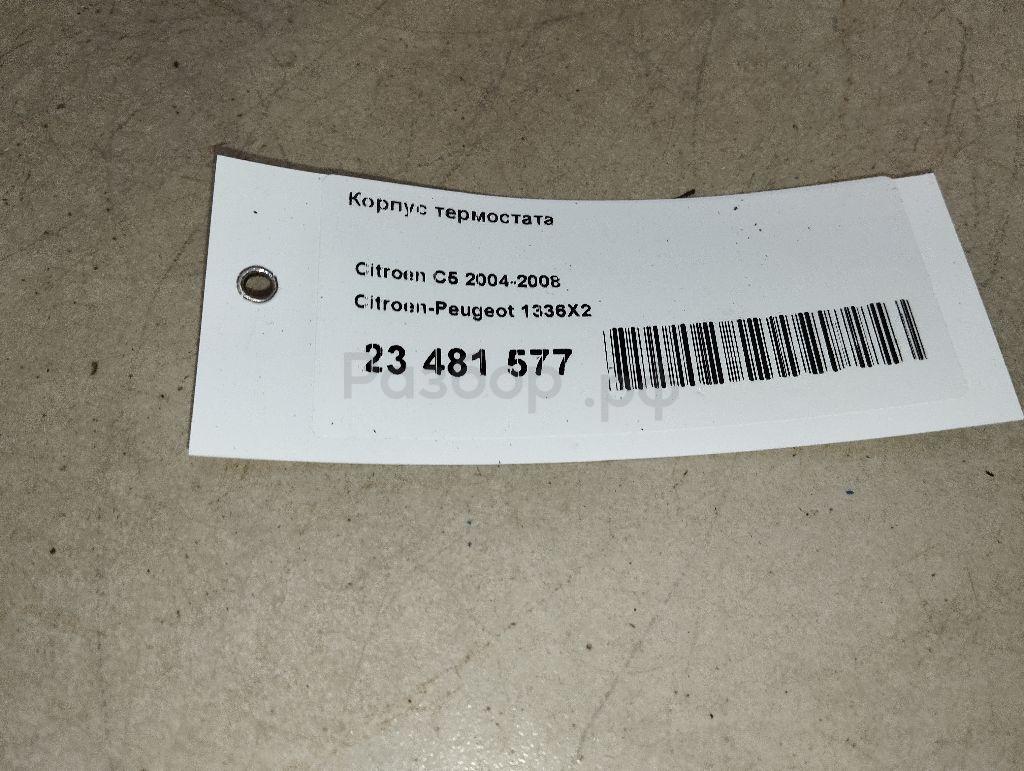 Корпус термостата
Citroen C5 2004-2008
Citroen-Peugeot 1336X2
23 481 577
Разбор.рф